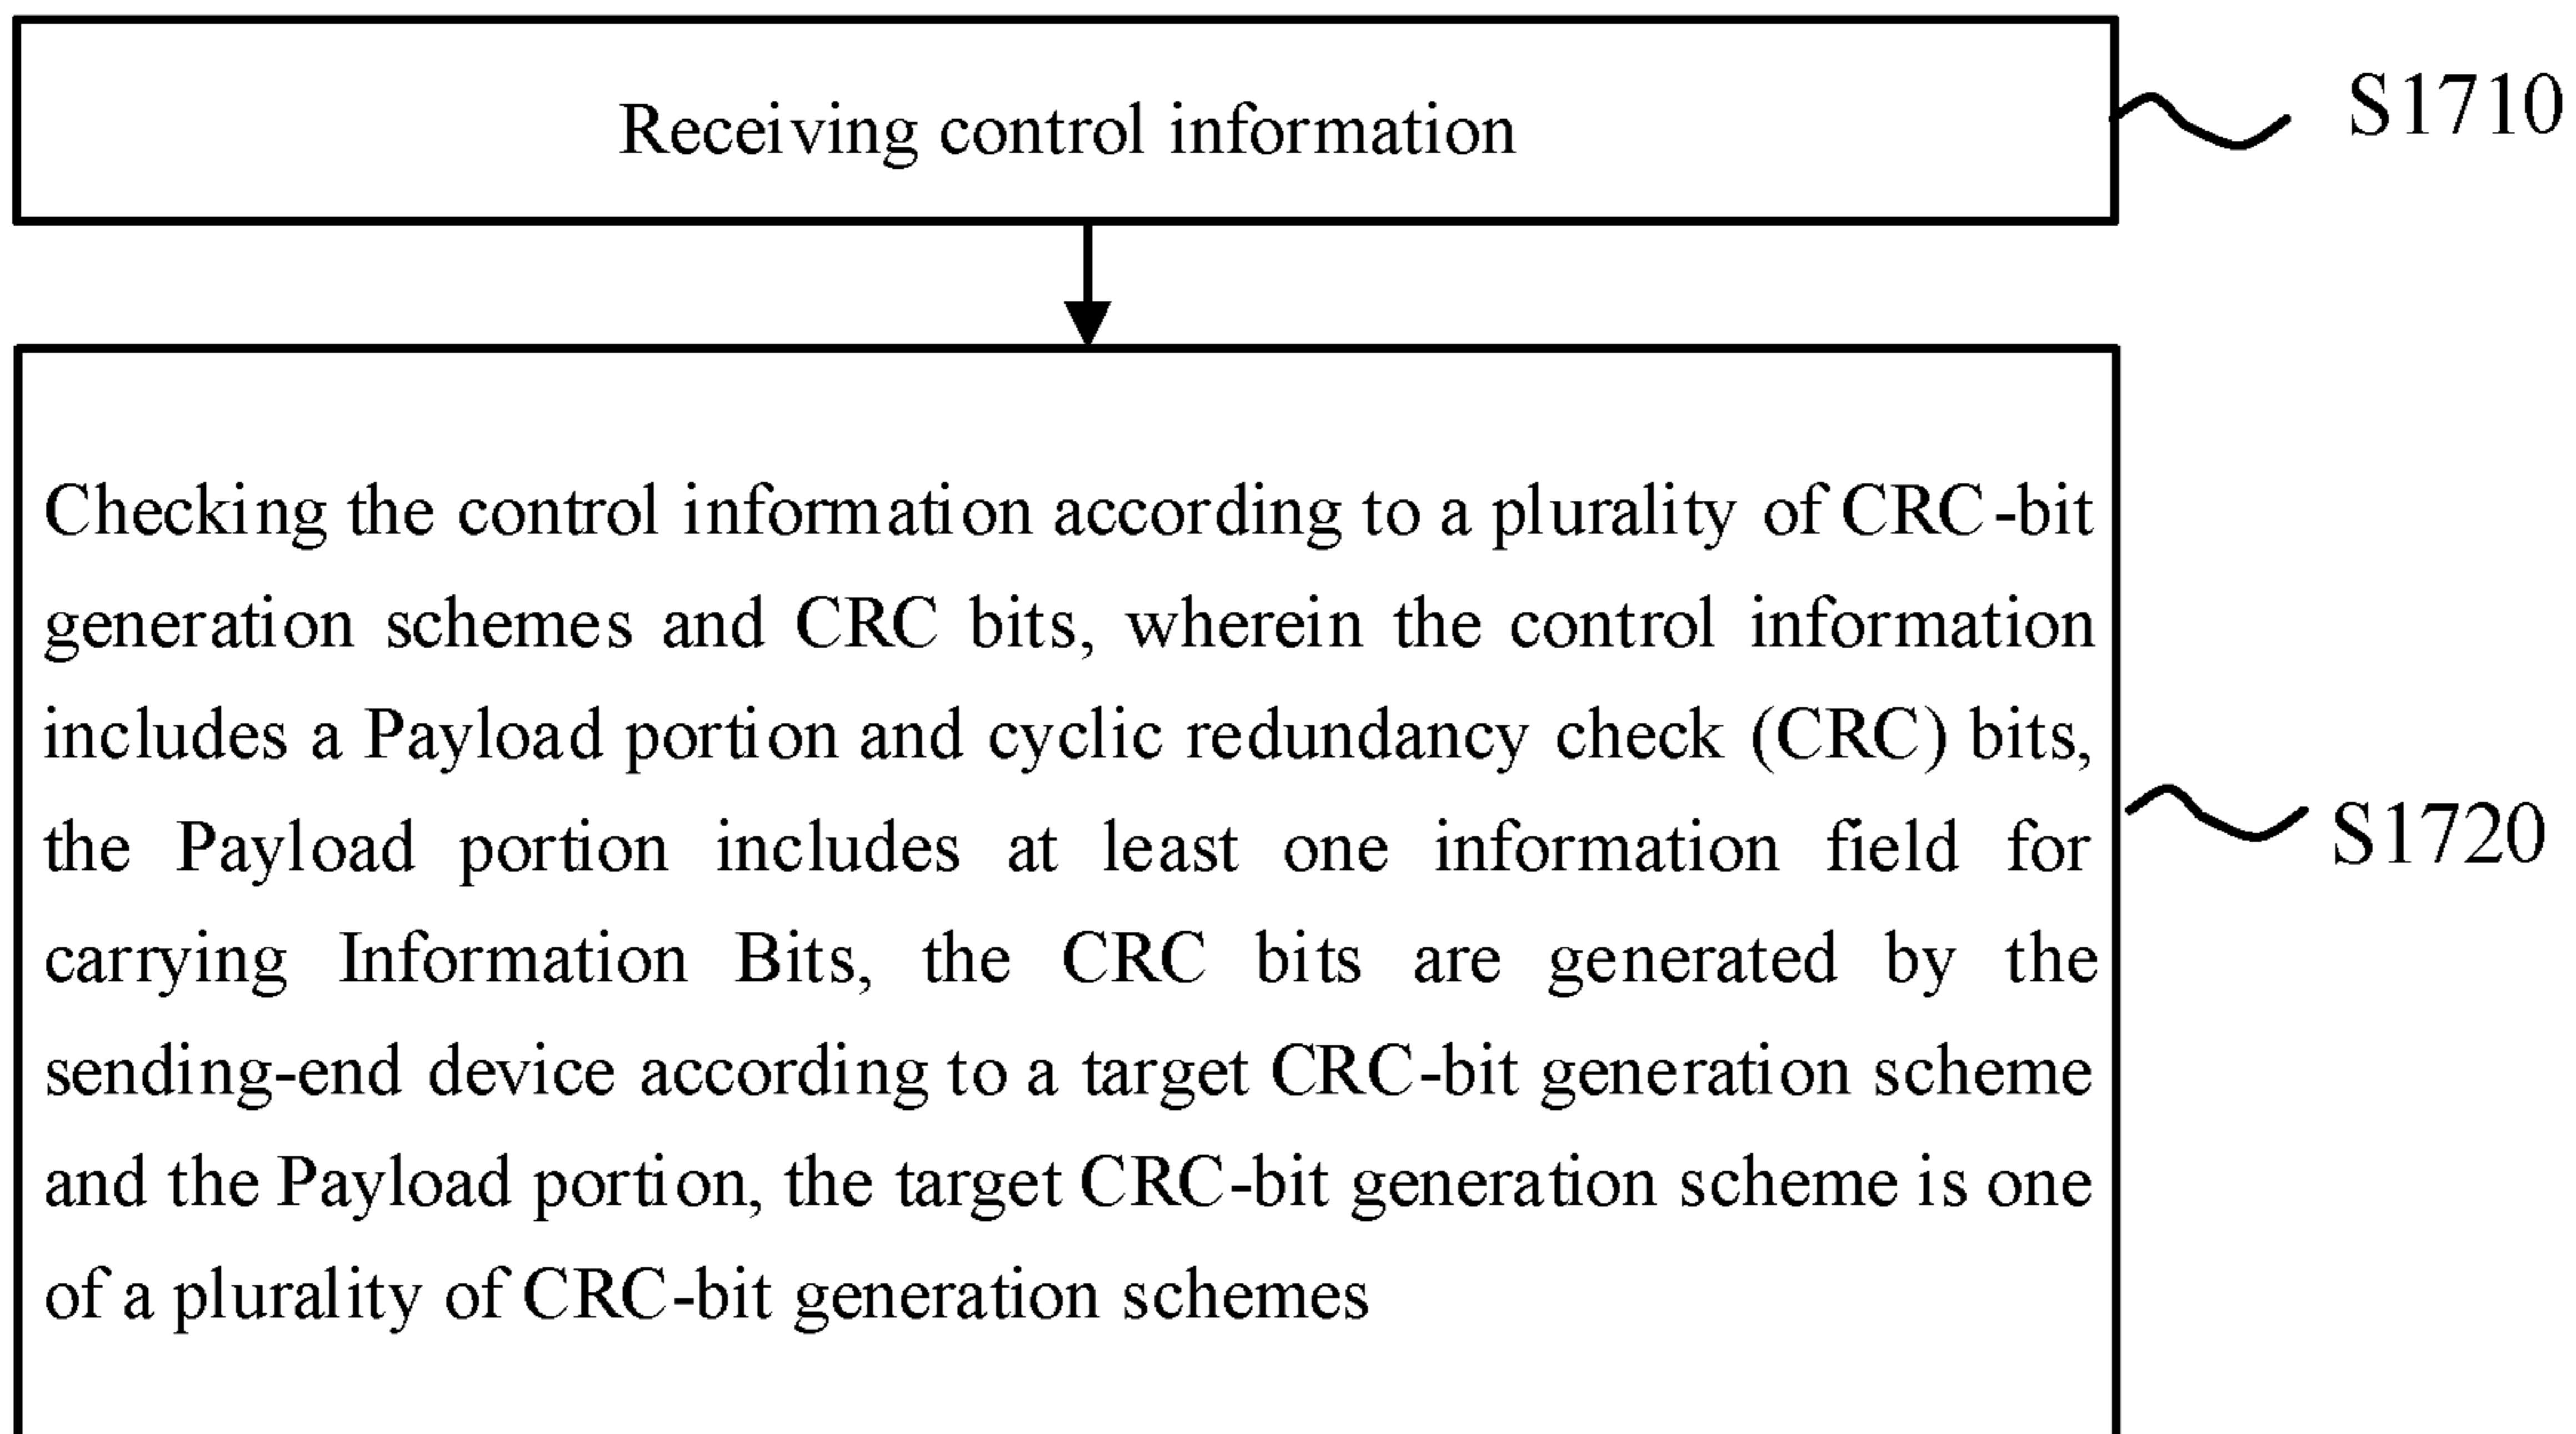 Receiving control information
S1710
Checking the control information according to a plurality of CRC-bit
generation schemes and CRC bits, wherein the control information
includes a Payload portion and cyclic redundancy check (CRC) bits,
the Payload portion includes at least one information field for
carrying Information Bits, the CRC bits are generated by the
sending-end device according to a target CRC-bit generation scheme
and the Payload portion, the target CRC-bit generation scheme is one
of a plurality of CRC-bit generation schemes
S1720